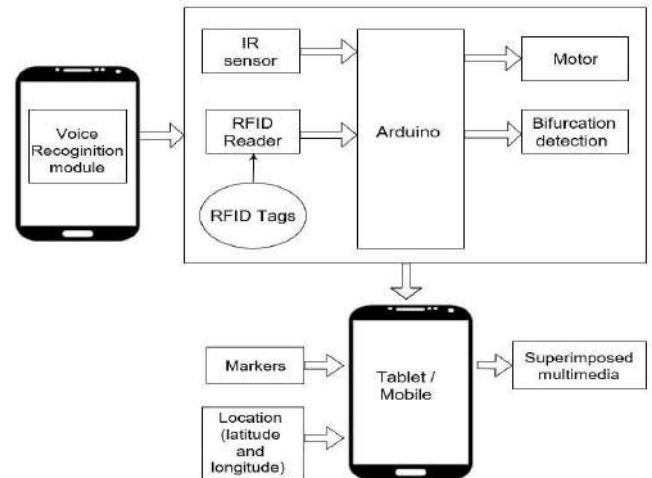 IR
sensor
Motor
Voice
Recoginition
module
RFID
Reader
Arduino
Bifurcation
detection
RFID Tags
Markers
Tablet /
Mobile
Superimposed
multimedia
Location
(latitude
and
longitude)